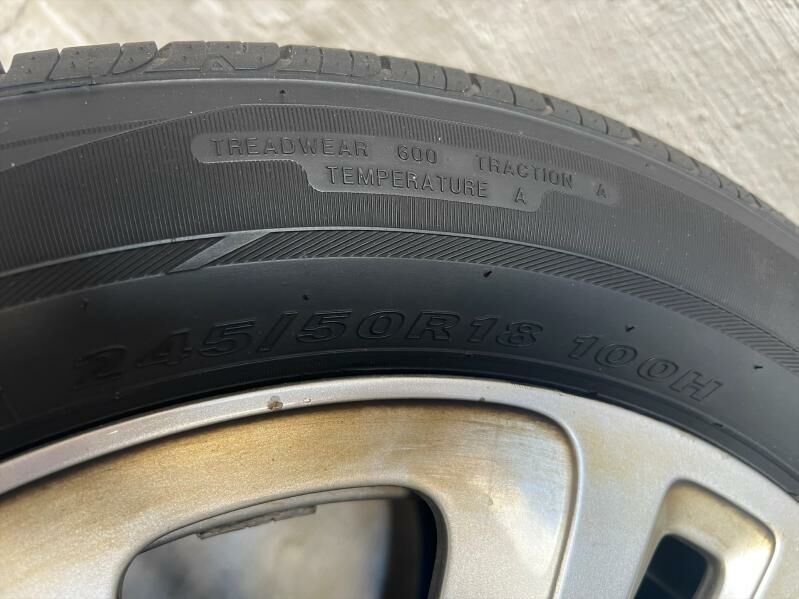 TREADWEAR 600 TRACTION A
TEMPERATURE A
245/50R18 100H